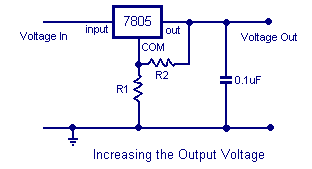 7805
input
out
Voltage In
COM
Voltage Out
R2
R1
0.1uF
Increasing the Output Voltage